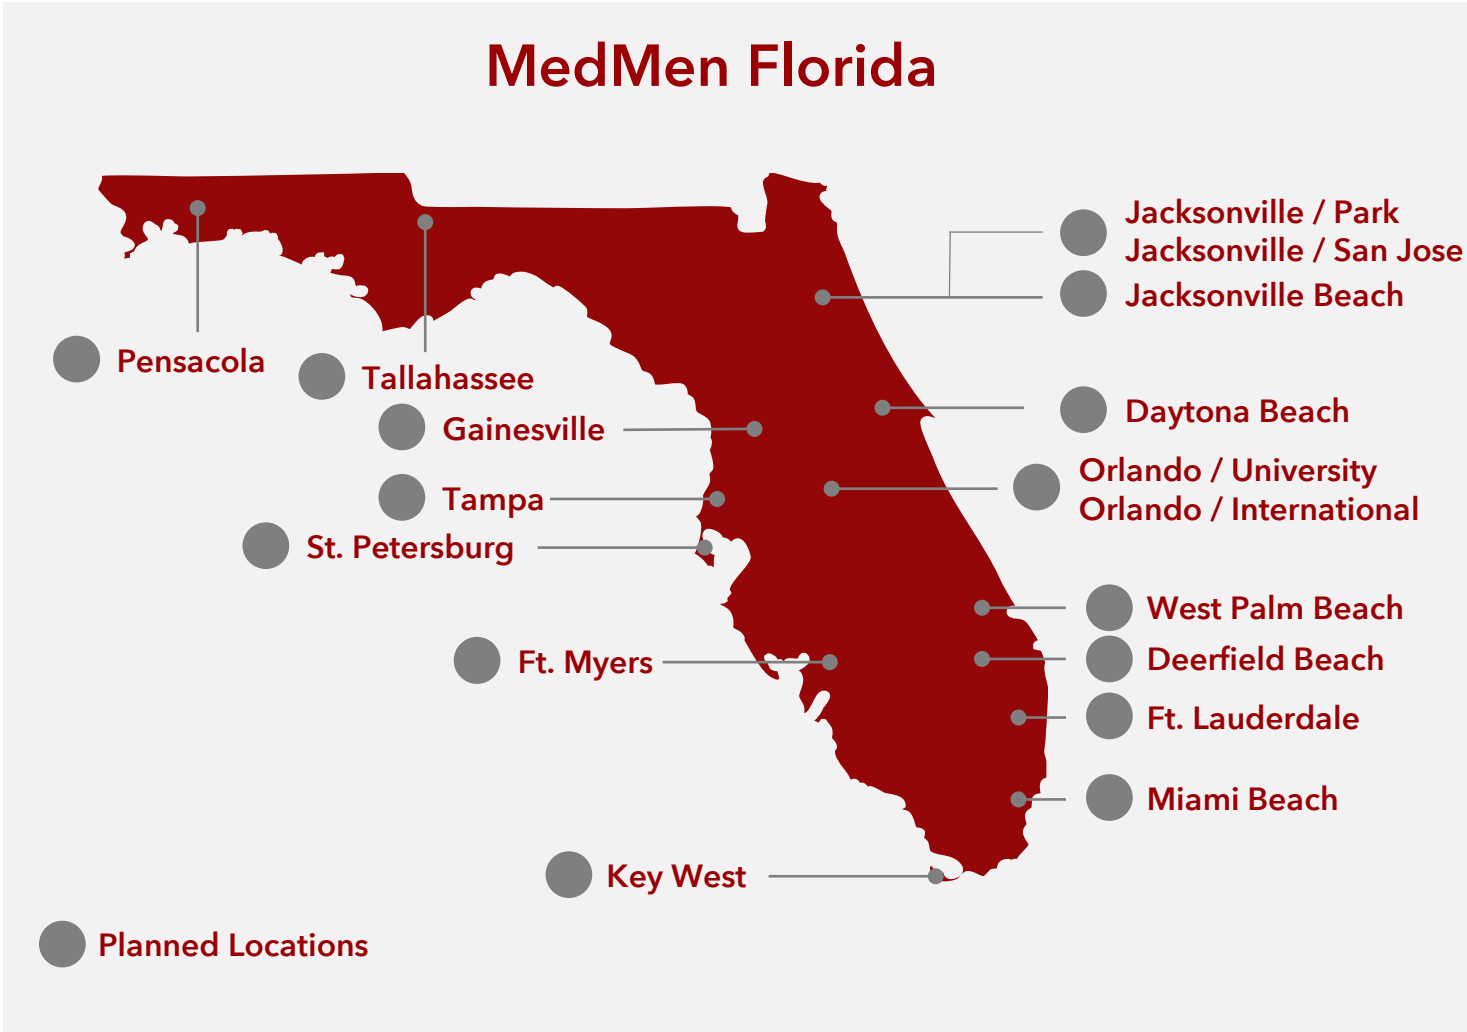 MedMen Florida
Jacksonville / Park
Jacksonville / San Jose
Jacksonville Beach
Pensacola
Tallahassee
Gainesville
Daytona Beach
Orlando / University
Orlando / International
Tampa
St. Petersburg
West Palm Beach
Ft. Myers
Deerfield Beach
Ft. Lauderdale
Miami Beach
Key West
Planned Locations